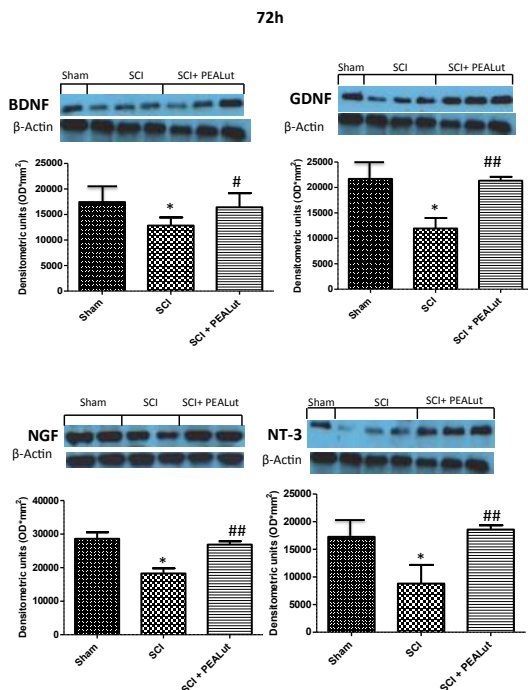 72h
Sham SCI SCI+ PEALut
BDNF
β-Actin
Densitometric units (OD*mm²)
25000
20000
15000
10000
5000
0
*
#
Sham
SCI
SCI + PEALut
Sham SCI SCI+ PEALut
GDNF
β-Actin
Densitometric units (OD*mm²)
25000
20000
15000
10000
5000
0
*
##
Sham
SCI
SCI + PEALut
Sham SCI SCI+ PEALut
NGF
β-Actin
Densitometric units (OD*mm²)
40000
30000
20000
10000
0
*
##
Sham
SCI
SCI + PEALut
Sham SCI SCI+ PEALut
NT-3
β-Actin
Densitometric units (OD*mm²)
20000
15000
10000
5000
0
*
##
Sham
SCI
SCI + PEALut